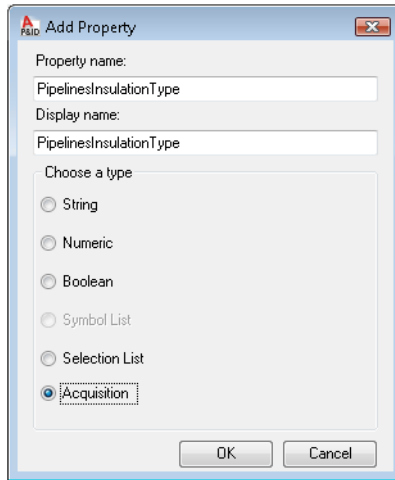 A
P&ID
Add Property
Property name:
PipelinesInsulationType
Display name:
PipelinesInsulationType
Choose a type
String
Numeric
Boolean
Symbol List
Selection List
Acquisition
OK Cancel